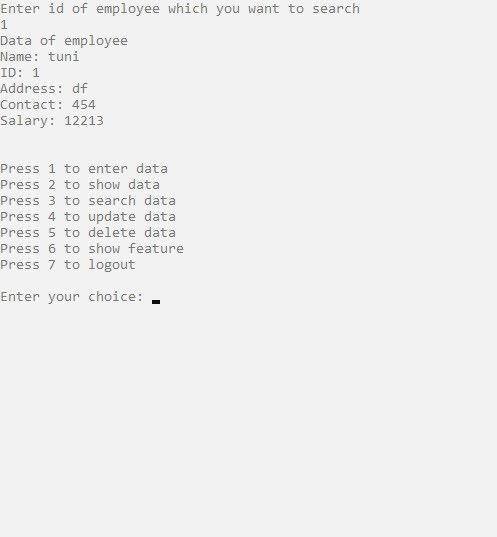 Enter id of employee which you want to search
1
Data of employee
Name: tuni
ID: 1
Address: df
Contact: 454
Salary: 12213
Press 1 to enter data
Press 2 to show data
Press 3 to search data
Press 4 to update data
Press 5 to delete data
Press 6 to show feature
Press 7 to logout
Enter your choice: